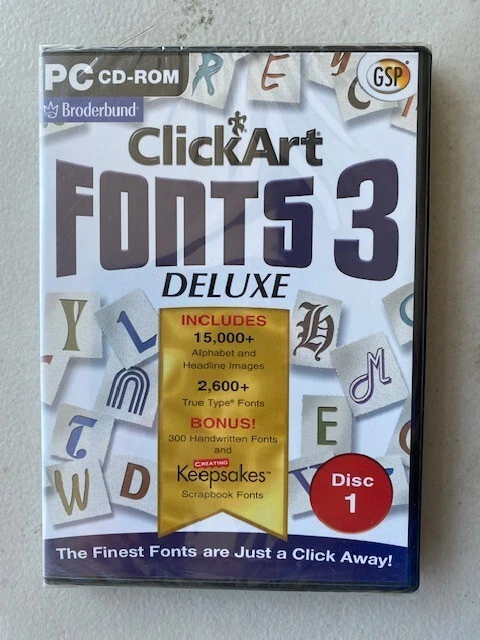 PC CD-ROM
GSP
Broderbund
ClickArt
FONTS 3
DELUXE
INCLUDES
15,000+
Alphabet and
Headline Images
2,600+
True Type® Fonts
BONUS!
300 Handwritten Fonts
and
CREATING
Keepsakes™
Scrapbook Fonts
Disc
1
The Finest Fonts are Just a Click Away!
R
E
Y
C
Y
L
h
m
M
T
E
W
D